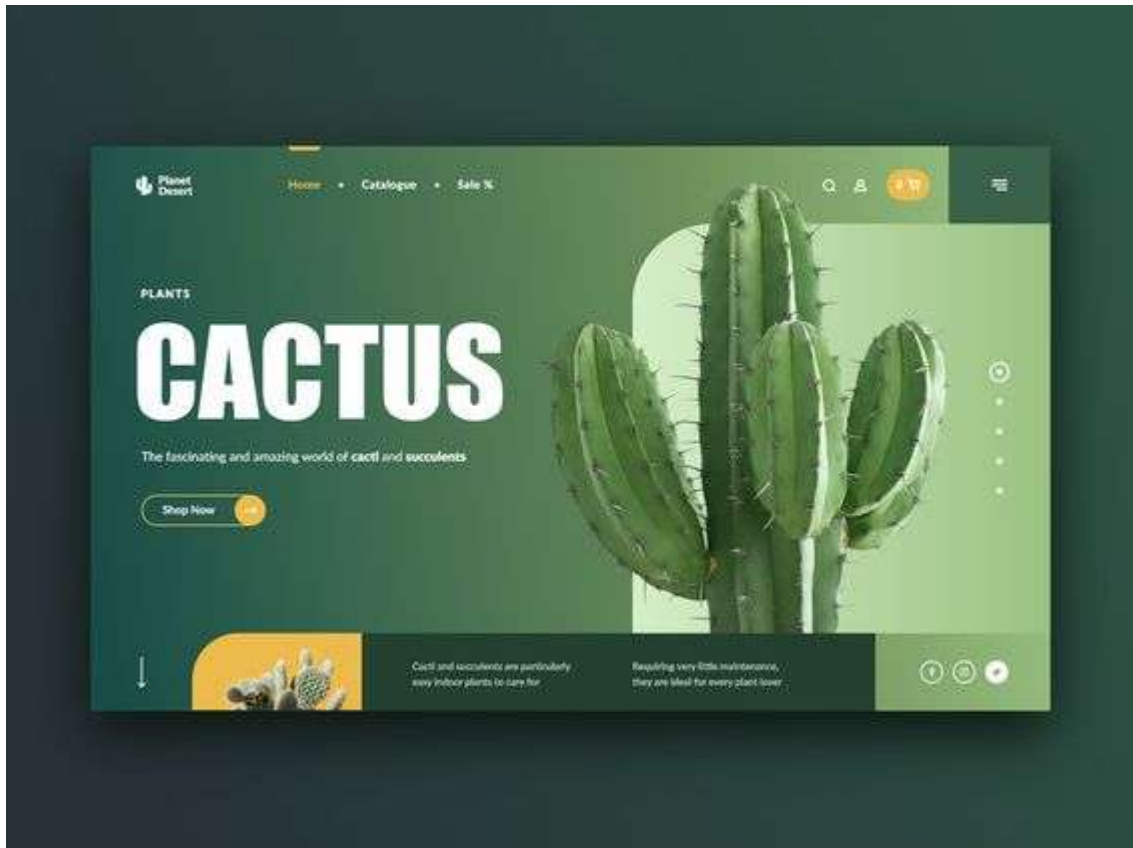 Planet
Desert
Home • Catalogue • Sale %
0
PLANTS
CACTUS
The fascinating and amazing world of cacti and succulents
Shop Now
Cacti and succulents are particularly
easy indoor plants to care for
Requiring very little maintenance,
they are ideal for every plant lover